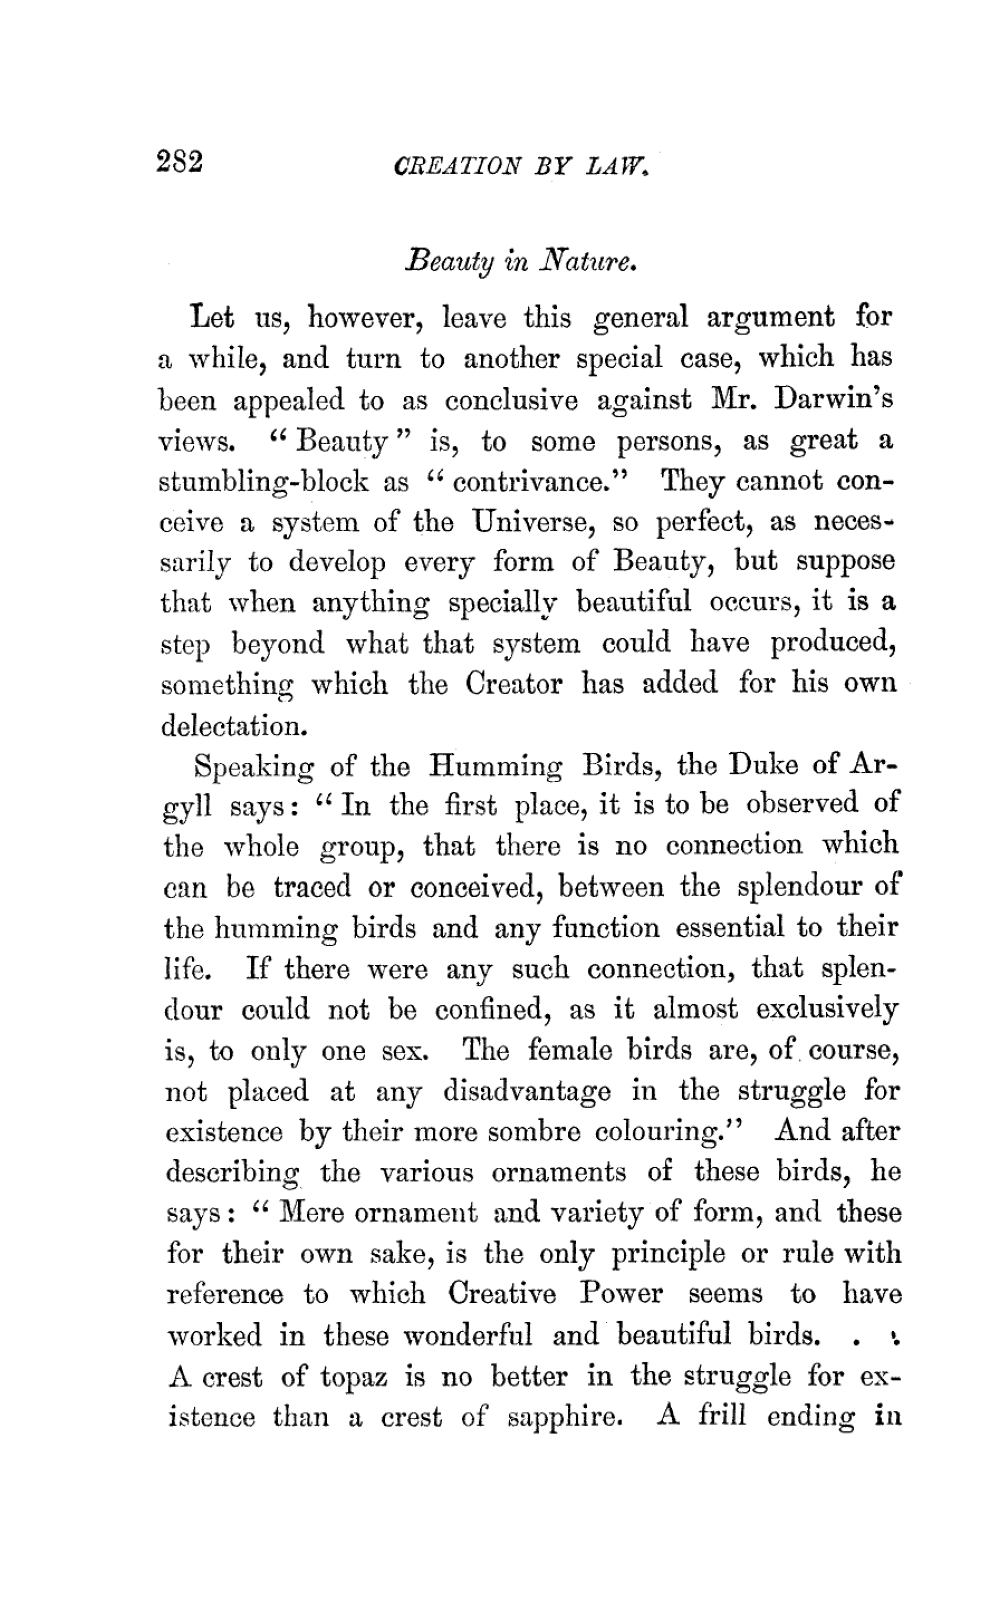 282 CREATION BY LAW.
Beauty in Nature.
Let us, however, leave this general argument for
a while, and turn to another special case, which has
been appealed to as conclusive against Mr. Darwin's
views. “Beauty” is, to some persons, as great a
stumbling-block as “contrivance.” They cannot con-
ceive a system of the Universe, so perfect, as neces-
sarily to develop every form of Beauty, but suppose
that when anything specially beautiful occurs, it is a
step beyond what that system could have produced,
something which the Creator has added for his own
delectation.
Speaking of the Humming Birds, the Duke of Ar-
gyll says: “In the first place, it is to be observed of
the whole group, that there is no connection which
can be traced or conceived, between the splendour of
the humming birds and any function essential to their
life. If there were any such connection, that splen-
dour could not be confined, as it almost exclusively
is, to only one sex. The female birds are, of course,
not placed at any disadvantage in the struggle for
existence by their more sombre colouring.” And after
describing the various ornaments of these birds, he
says: “Mere ornament and variety of form, and these
for their own sake, is the only principle or rule with
reference to which Creative Power seems to have
worked in these wonderful and beautiful birds. . .
A crest of topaz is no better in the struggle for ex-
istence than a crest of sapphire. A frill ending in